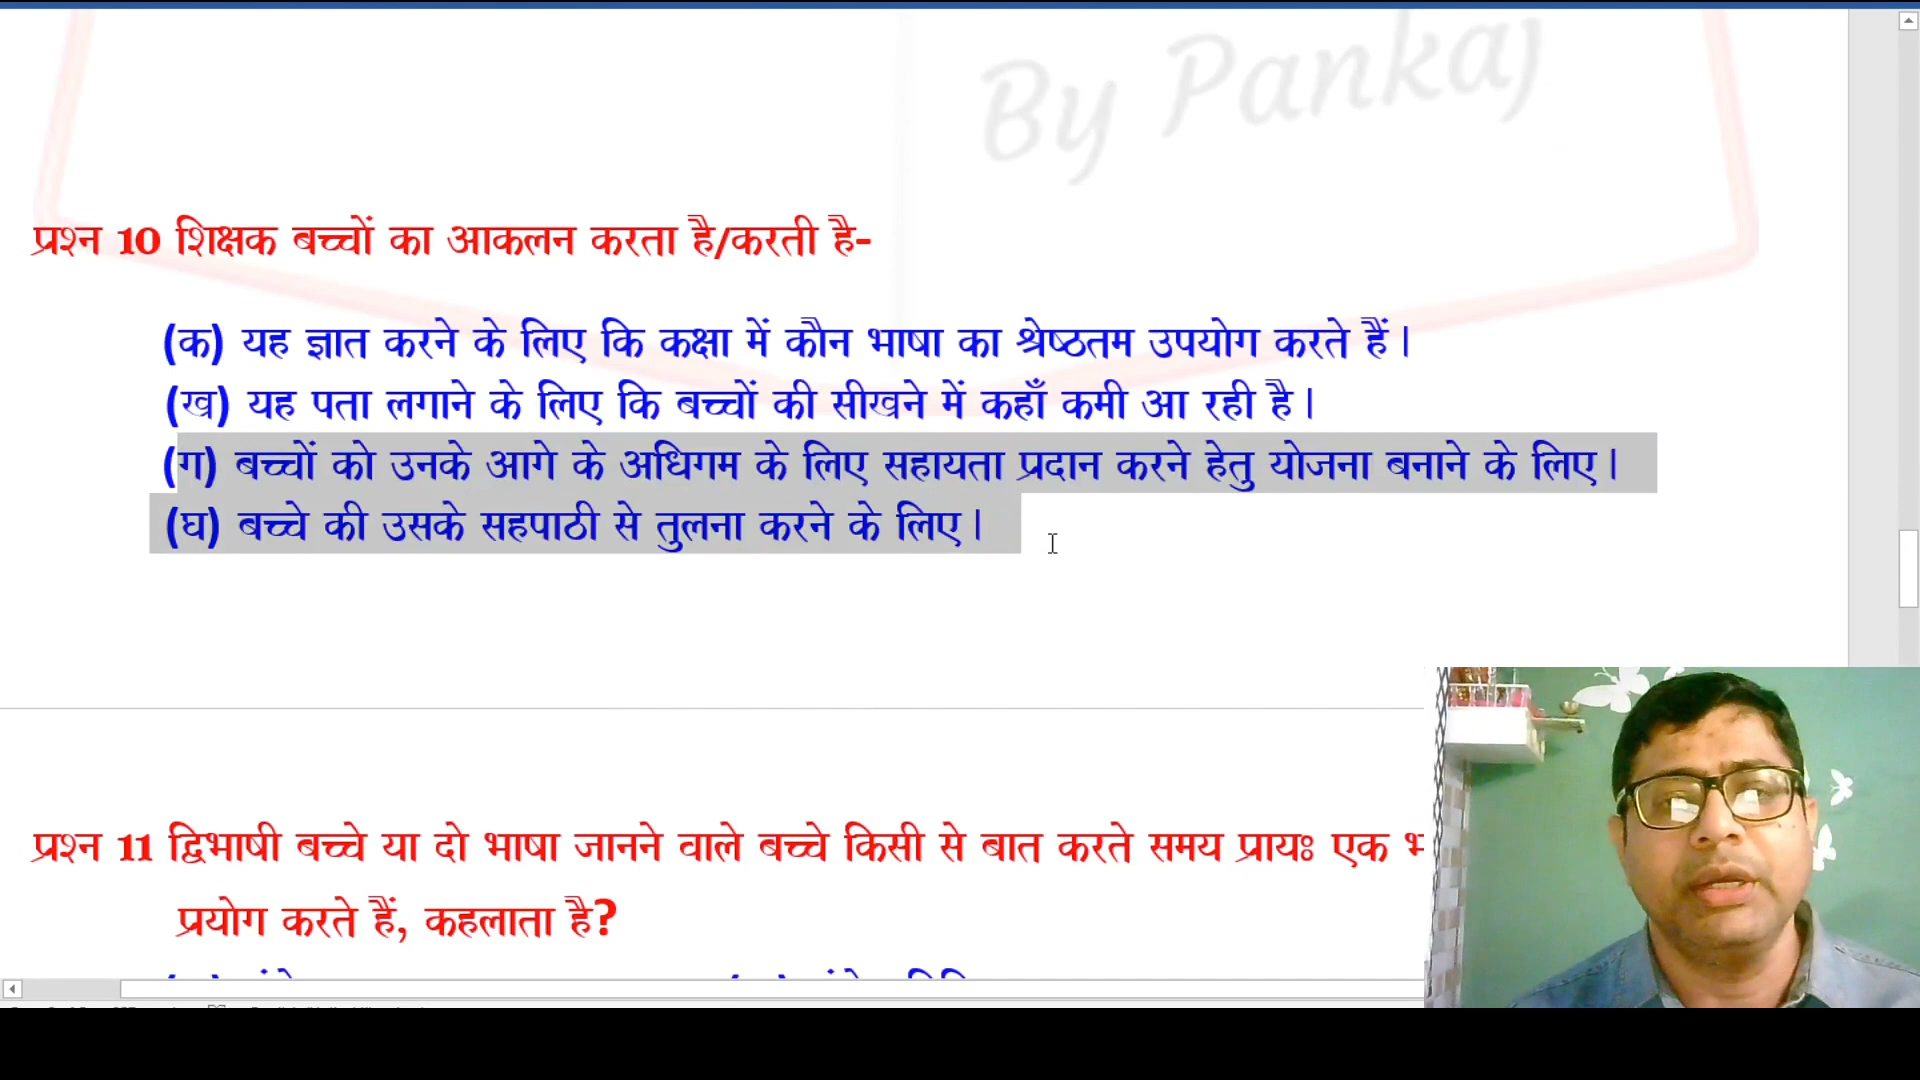 By Pankaj
प्रश्न 10 शिक्षक बच्चों का आकलन करता है/करती है-
(क) यह ज्ञात करने के लिए कि कक्षा में कौन भाषा का श्रेष्ठतम उपयोग करते हैं।
(ख) यह पता लगाने के लिए कि बच्चों की सीखने में कहाँ कमी आ रही है।
(ग) बच्चों को उनके आगे के अधिगम के लिए सहायता प्रदान करने हेतु योजना बनाने के लिए।
(घ) बच्चे की उसके सहपाठी से तुलना करने के लिए।
प्रश्न 11 द्विभाषी बच्चे या दो भाषा जानने वाले बच्चे किसी से बात करते समय प्रायः एक
प्रयोग करते हैं, कहलाता है?